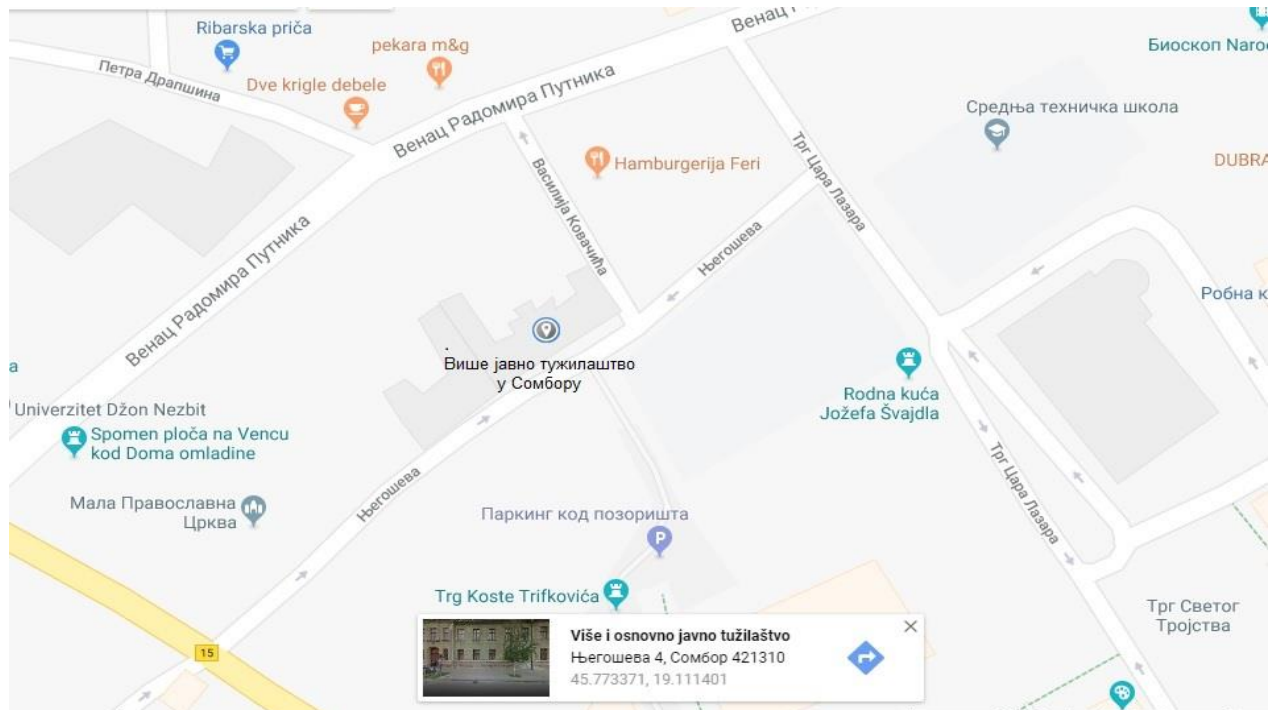 Ribarska priča
Венац
Биоскоп Naro
pekara m&g
Петра Драпшина
Dve krigle debele
Венац Радомира Путника
Средња техничка школа
Hamburgerija Feri
Трг Цара Лазара
DUBRA
Василија Ковачића
Његошева
Венац Радомира Путника
Робна к
Више јавно тужилаштво
у Сомбору
а
Rodna kuća
Jožefa Švajdla
Univerzitet Džon Nezbit
Spomen ploča na Vencu
kod Doma omladine
Његошева
Трг Цара Лазара
Мала Православна
Црква
Паркинг код позоришта
P
Trg Koste Trifkovića
Трг Светог
Тројства
15
Više i osnovno javno tužilaštvo
Његошева 4, Сомбор 421310
45.773371, 19.111401